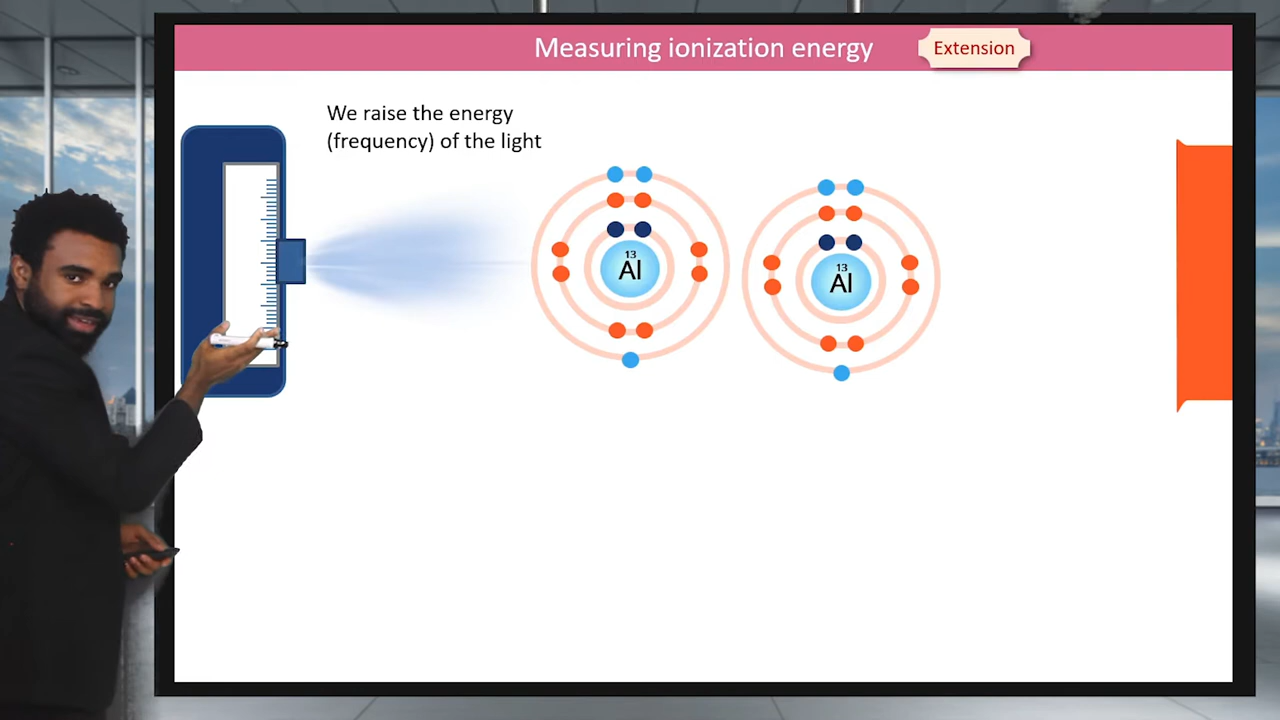 Measuring ionization energy
Extension
We raise the energy
(frequency) of the light
13
Al
13
Al